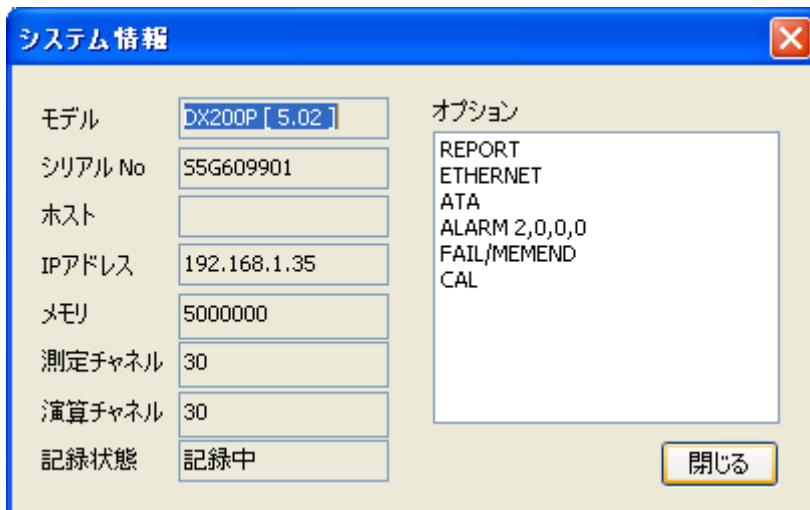 システム情報
モデル DX200P [ 5.02 ]
シリアル No S5G609901
ホスト
IPアドレス 192.168.1.35
メモリ 5000000
測定チャネル 30
演算チャネル 30
記録状態 記録中
オプション
REPORT
ETHERNET
ATA
ALARM 2,0,0,0
FAIL/MEMEND
CAL
閉じる